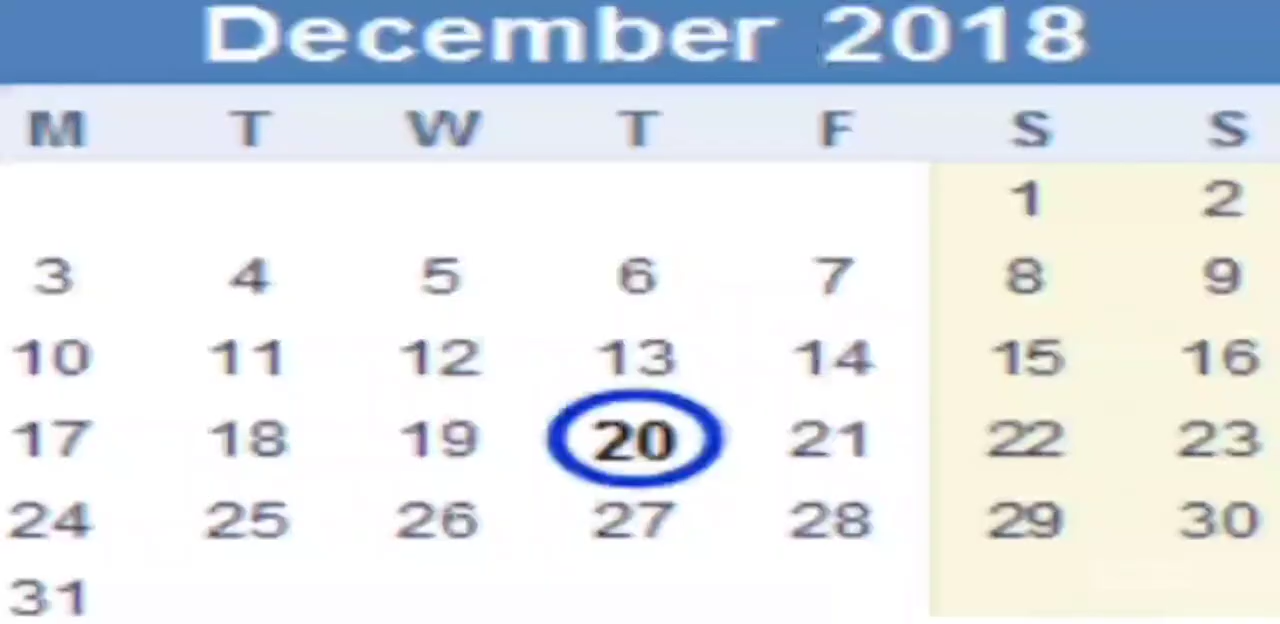 December 2018
M T W T F S S
1 2
3 4 5 6 7 8 9
10 11 12 13 14 15 16
17 18 19 20 21 22 23
24 25 26 27 28 29 30
31